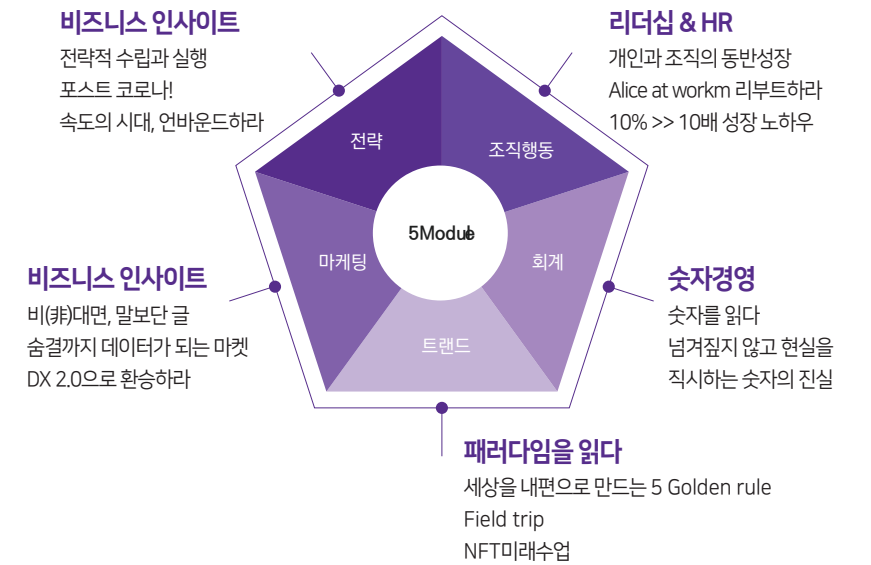 비즈니스 인사이트
전략적 수립과 실행
포스트 코로나!
속도의 시대, 언바운드하라
리더십 & HR
개인과 조직의 동반성장
Alice at workm 리부트하라
10% >> 10배 성장 노하우
전략
조직행동
5Module
마케팅
회계
트랜드
비즈니스 인사이트
비(非)대면, 말보단 글
숨결까지 데이터가 되는 마켓
DX 2.0으로 환승하라
숫자경영
숫자를 읽다
넘겨짚지 않고 현실을
직시하는 숫자의 진실
패러다임을 읽다
세상을 내편으로 만드는 5 Golden rule
Field trip
NFT미래수업